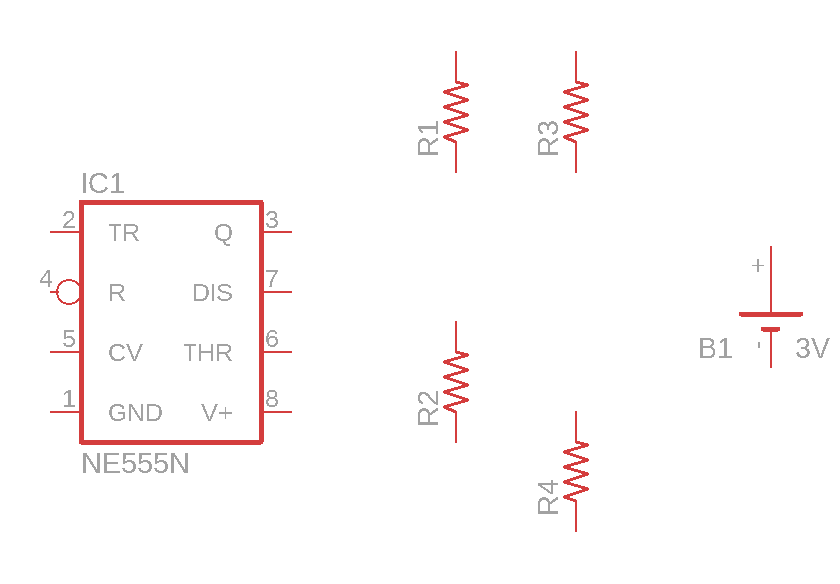 R1
R3
IC1
2 TR Q 3
4 R DIS 7
5 CV THR 6
1 GND V+ 8
NE555N
+
B1 - 3V
R2
R4